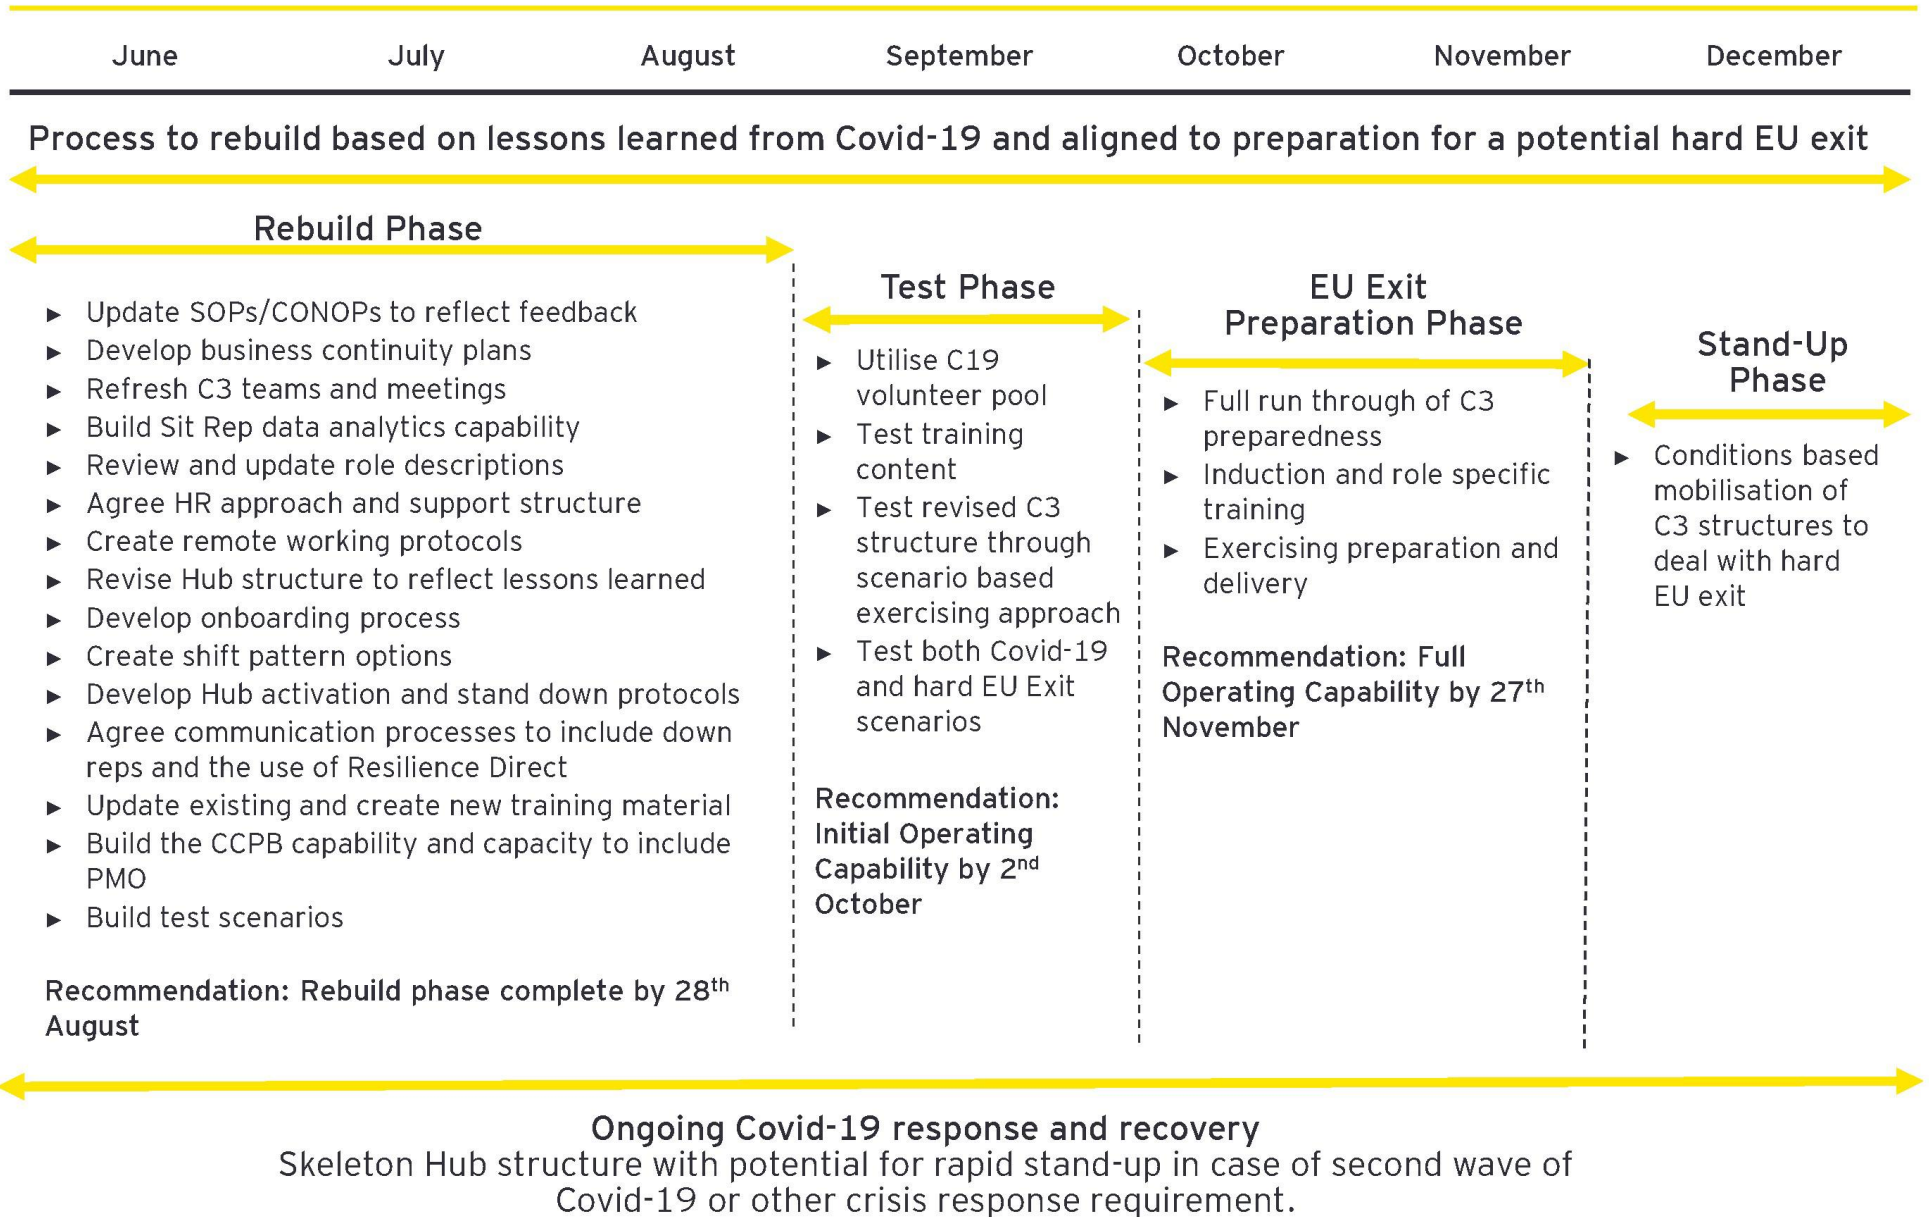 June July August September October November December
Process to rebuild based on lessons learned from Covid-19 and aligned to preparation for a potential hard EU exit
Rebuild Phase
► Update SOPs/CONOPs to reflect feedback
► Develop business continuity plans
► Refresh C3 teams and meetings
► Build Sit Rep data analytics capability
► Review and update role descriptions
► Agree HR approach and support structure
► Create remote working protocols
► Revise Hub structure to reflect lessons learned
► Develop onboarding process
► Create shift pattern options
► Develop Hub activation and stand down protocols
► Agree communication processes to include down
reps and the use of Resilience Direct
► Update existing and create new training material
► Build the CCPB capability and capacity to include
PMO
► Build test scenarios
Recommendation: Rebuild phase complete by 28th
August
Test Phase
► Utilise C19
volunteer pool
► Test training
content
► Test revised C3
structure through
scenario based
exercising approach
► Test both Covid-19
and hard EU Exit
scenarios
Recommendation:
Initial Operating
Capability by 2nd
October
EU Exit
Preparation Phase
► Full run through of C3
preparedness
► Induction and role specific
training
► Exercising preparation and
delivery
Recommendation: Full
Operating Capability by 27th
November
Stand-Up
Phase
► Conditions based
mobilisation of
C3 structures to
deal with hard
EU exit
Ongoing Covid-19 response and recovery
Skeleton Hub structure with potential for rapid stand-up in case of second wave of
Covid-19 or other crisis response requirement.